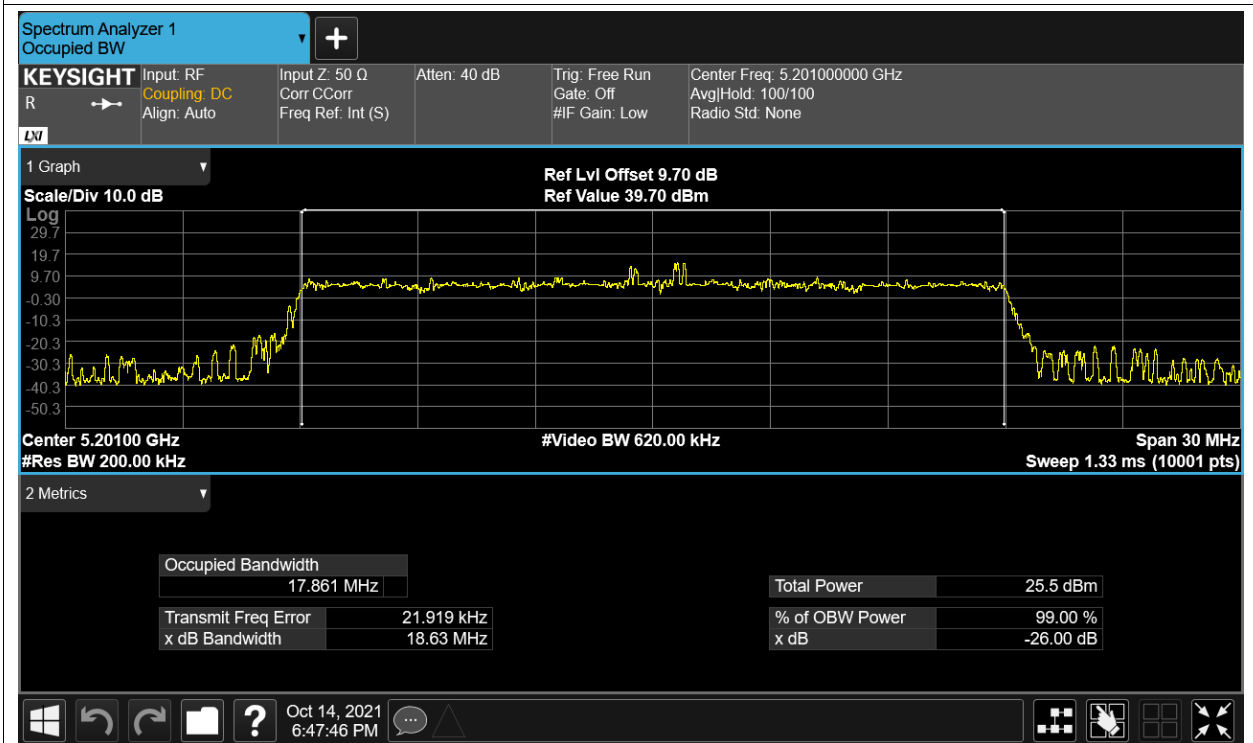 Spectrum Analyzer 1
Occupied BW
KEYSIGHT
R
LXI
Input: RF
Coupling: DC
Align: Auto
Input Z: 50 Ω
Corr CCorr
Freq Ref: Int (S)
Atten: 40 dB
Trig: Free Run
Gate: Off
#IF Gain: Low
Center Freq: 5.201000000 GHz
Avg|Hold: 100/100
Radio Std: None
1 Graph
Scale/Div 10.0 dB
Ref Lvl Offset 9.70 dB
Ref Value 39.70 dBm
Log
29.7
19.7
9.70
-0.30
-10.3
-20.3
-30.3
-40.3
-50.3
Center 5.20100 GHz
#Video BW 620.00 kHz
Span 30 MHz
#Res BW 200.00 kHz
Sweep 1.33 ms (10001 pts)
2 Metrics
Occupied Bandwidth
17.861 MHz
Total Power 25.5 dBm
Transmit Freq Error 21.919 kHz
% of OBW Power 99.00 %
x dB Bandwidth 18.63 MHz
x dB -26.00 dB
?
Oct 14, 2021
6:47:46 PM